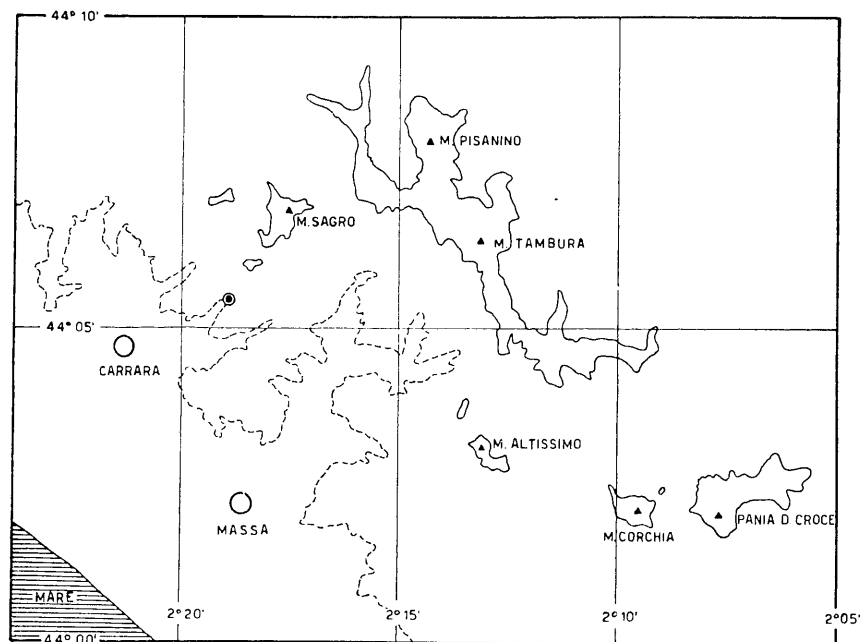 44° 10'
M. PISANINO
M. SAGRO
M. TAMBURA
44° 05'
CARRARA
M. ALTISSIMO
MASSA
M. CORCHIA
PANIA D. CROCE
MARE
2° 20'
2° 15'
2° 10'
2° 05'
44° 00'